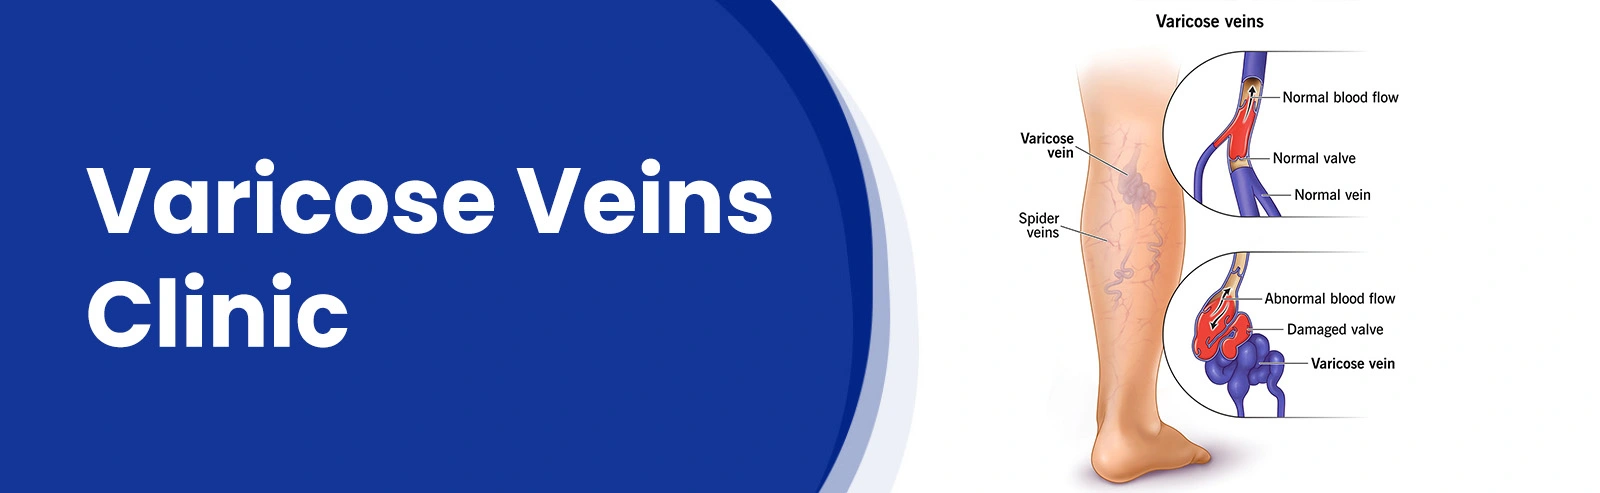 Varicose Veins
Clinic
Varicose veins
Varicose
vein
Spider
veins
Normal blood flow
Normal valve
Normal vein
Abnormal blood flow
Damaged valve
Varicose vein